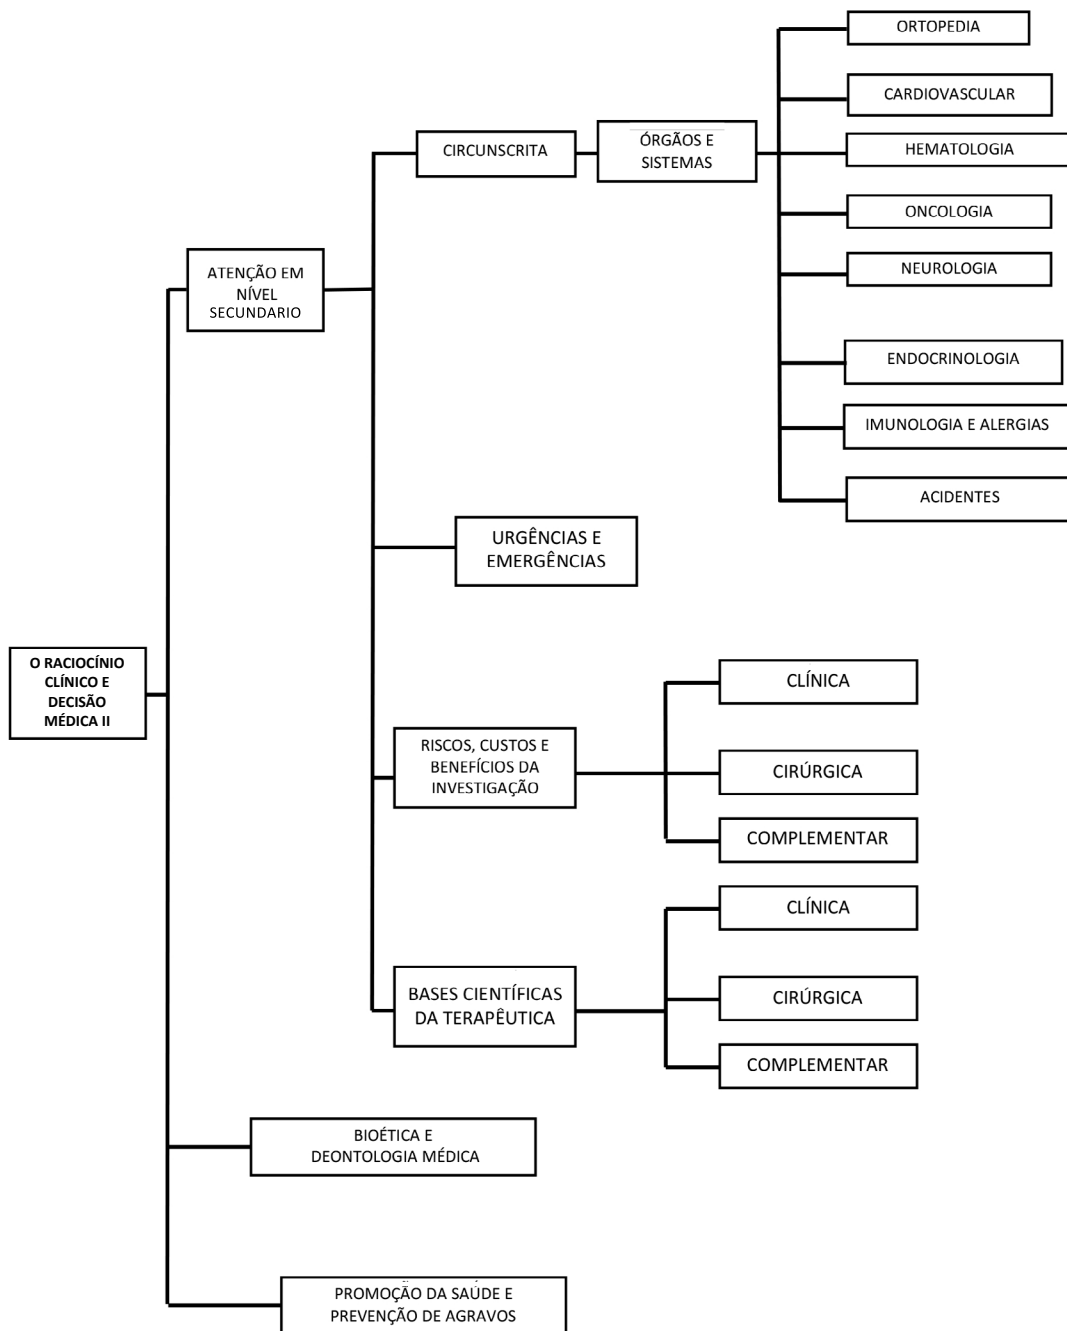 ORTOPEDIA
CARDIOVASCULAR
CIRCUNSCRITA
ÓRGÃOS E
SISTEMAS
HEMATOLOGIA
ONCOLOGIA
ATENÇÃO EM
NÍVEL
SECUNDARIO
NEUROLOGIA
ENDOCRINOLOGIA
IMUNOLOGIA E ALERGIAS
ACIDENTES
URGÊNCIAS E
EMERGÊNCIAS
O RACIOCÍNIO
CLÍNICO E
DECISÃO
MÉDICA II
CLÍNICA
RISCOS, CUSTOS E
BENEFÍCIOS DA
INVESTIGAÇÃO
CIRÚRGICA
COMPLEMENTAR
CLÍNICA
BASES CIENTÍFICAS
DA TERAPÊUTICA
CIRÚRGICA
COMPLEMENTAR
BIOÉTICA E
DEONTOLOGIA MÉDICA
PROMOÇÃO DA SAÚDE E
PREVENÇÃO DE AGRAVOS